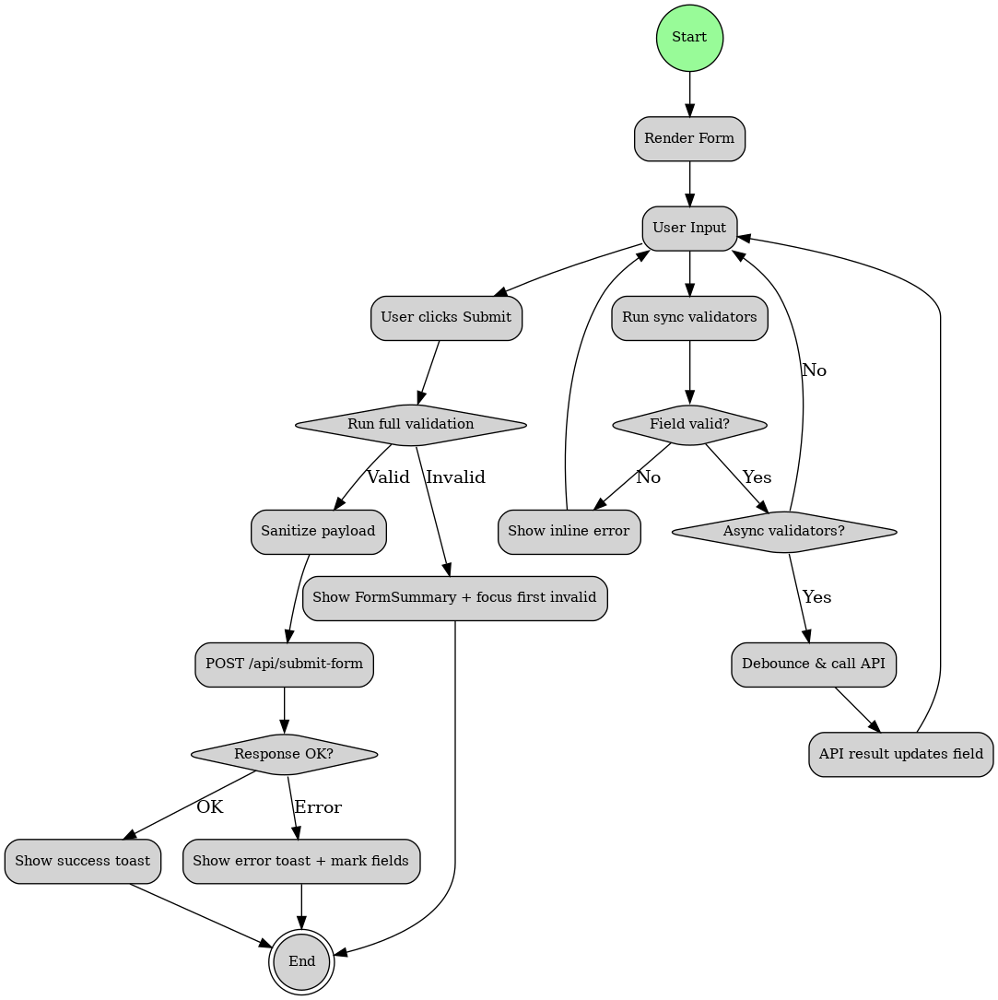 Start
Render Form
User Input
User clicks Submit
Run sync validators
No
Run full validation
Field valid?
Valid
Invalid
No
Yes
Sanitize payload
Show inline error
Async validators?
Show FormSummary + focus first invalid
Yes
POST /api/submit-form
Debounce & call API
Response OK?
API result updates field
OK
Error
Show success toast
Show error toast + mark fields
End